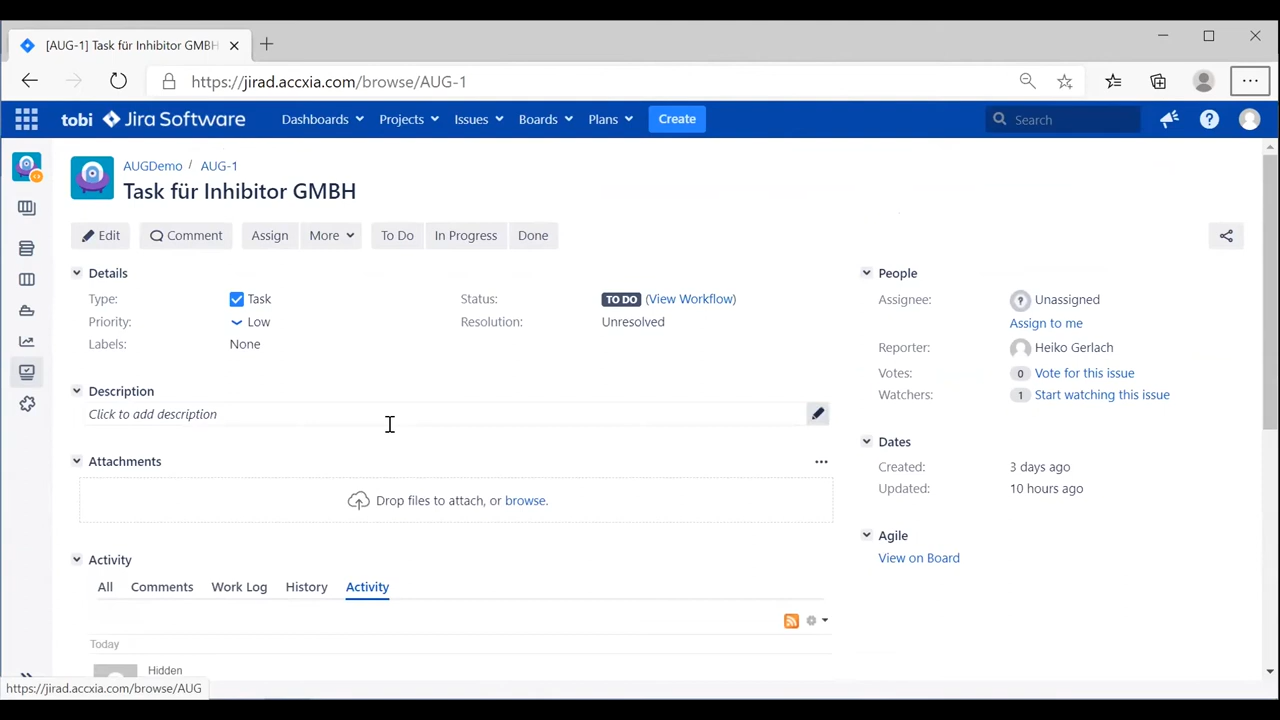 [AUG-1] Task für Inhibitor GMBH
https://jirad.accxia.com/browse/AUG-1
tobi Jira Software Dashboards Projects Issues Boards Plans Create Search
AUGDemo / AUG-1
Task für Inhibitor GMBH
Edit Comment Assign More To Do In Progress Done
Details
Type: Task Status: TO DO (View Workflow)
Priority: Low Resolution: Unresolved
Labels: None
Description
Click to add description
Attachments
Drop files to attach, or browse.
Activity
All Comments Work Log History Activity
Today
Hidden
People
Assignee: Unassigned
Assign to me
Reporter: Heiko Gerlach
Votes: 0 Vote for this issue
Watchers: 1 Start watching this issue
Dates
Created: 3 days ago
Updated: 10 hours ago
Agile
View on Board
https://jirad.accxia.com/browse/AUG